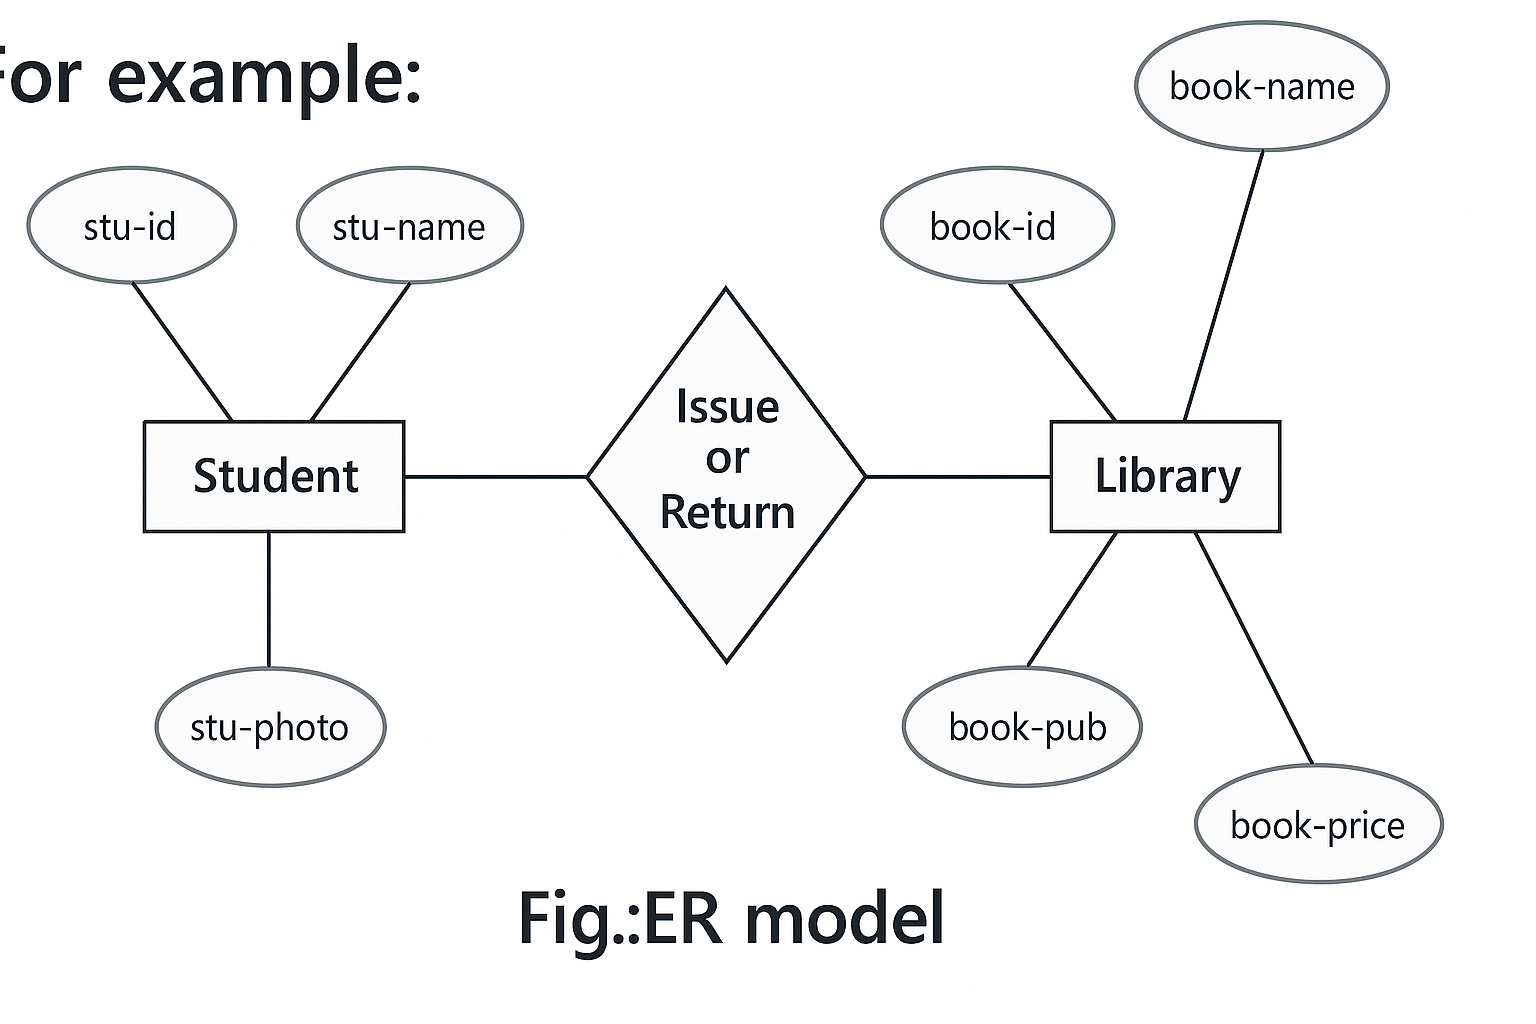 For example:
book-name
stu-id
stu-name
book-id
Issue
or
Return
Student
Library
stu-photo
book-pub
book-price
Fig.:ER model